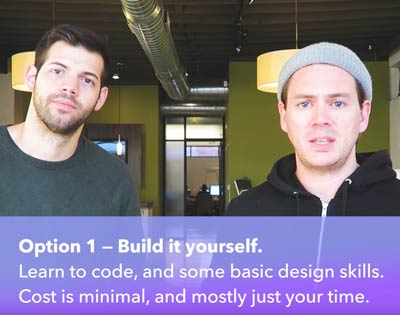 Option 1 – Build it yourself.
Learn to code, and some basic design skills.
Cost is minimal, and mostly just your time.